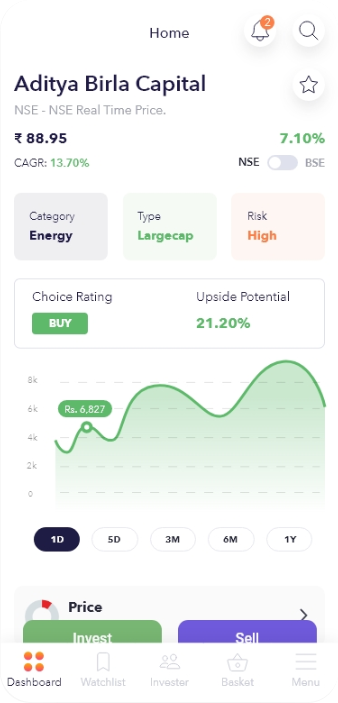 Home
2
Aditya Birla Capital
NSE - NSE Real Time Price.
₹ 88.95
7.10%
CAGR: 13.70%
NSE BSE
Category
Energy
Type
Largecap
Risk
High
Choice Rating
BUY
Upside Potential
21.20%
8k
6k
4k
2k
0
Rs. 6,827
1D 5D 3M 6M 1Y
Price
Invest Sell
Dashboard Watchlist Invester Basket Menu